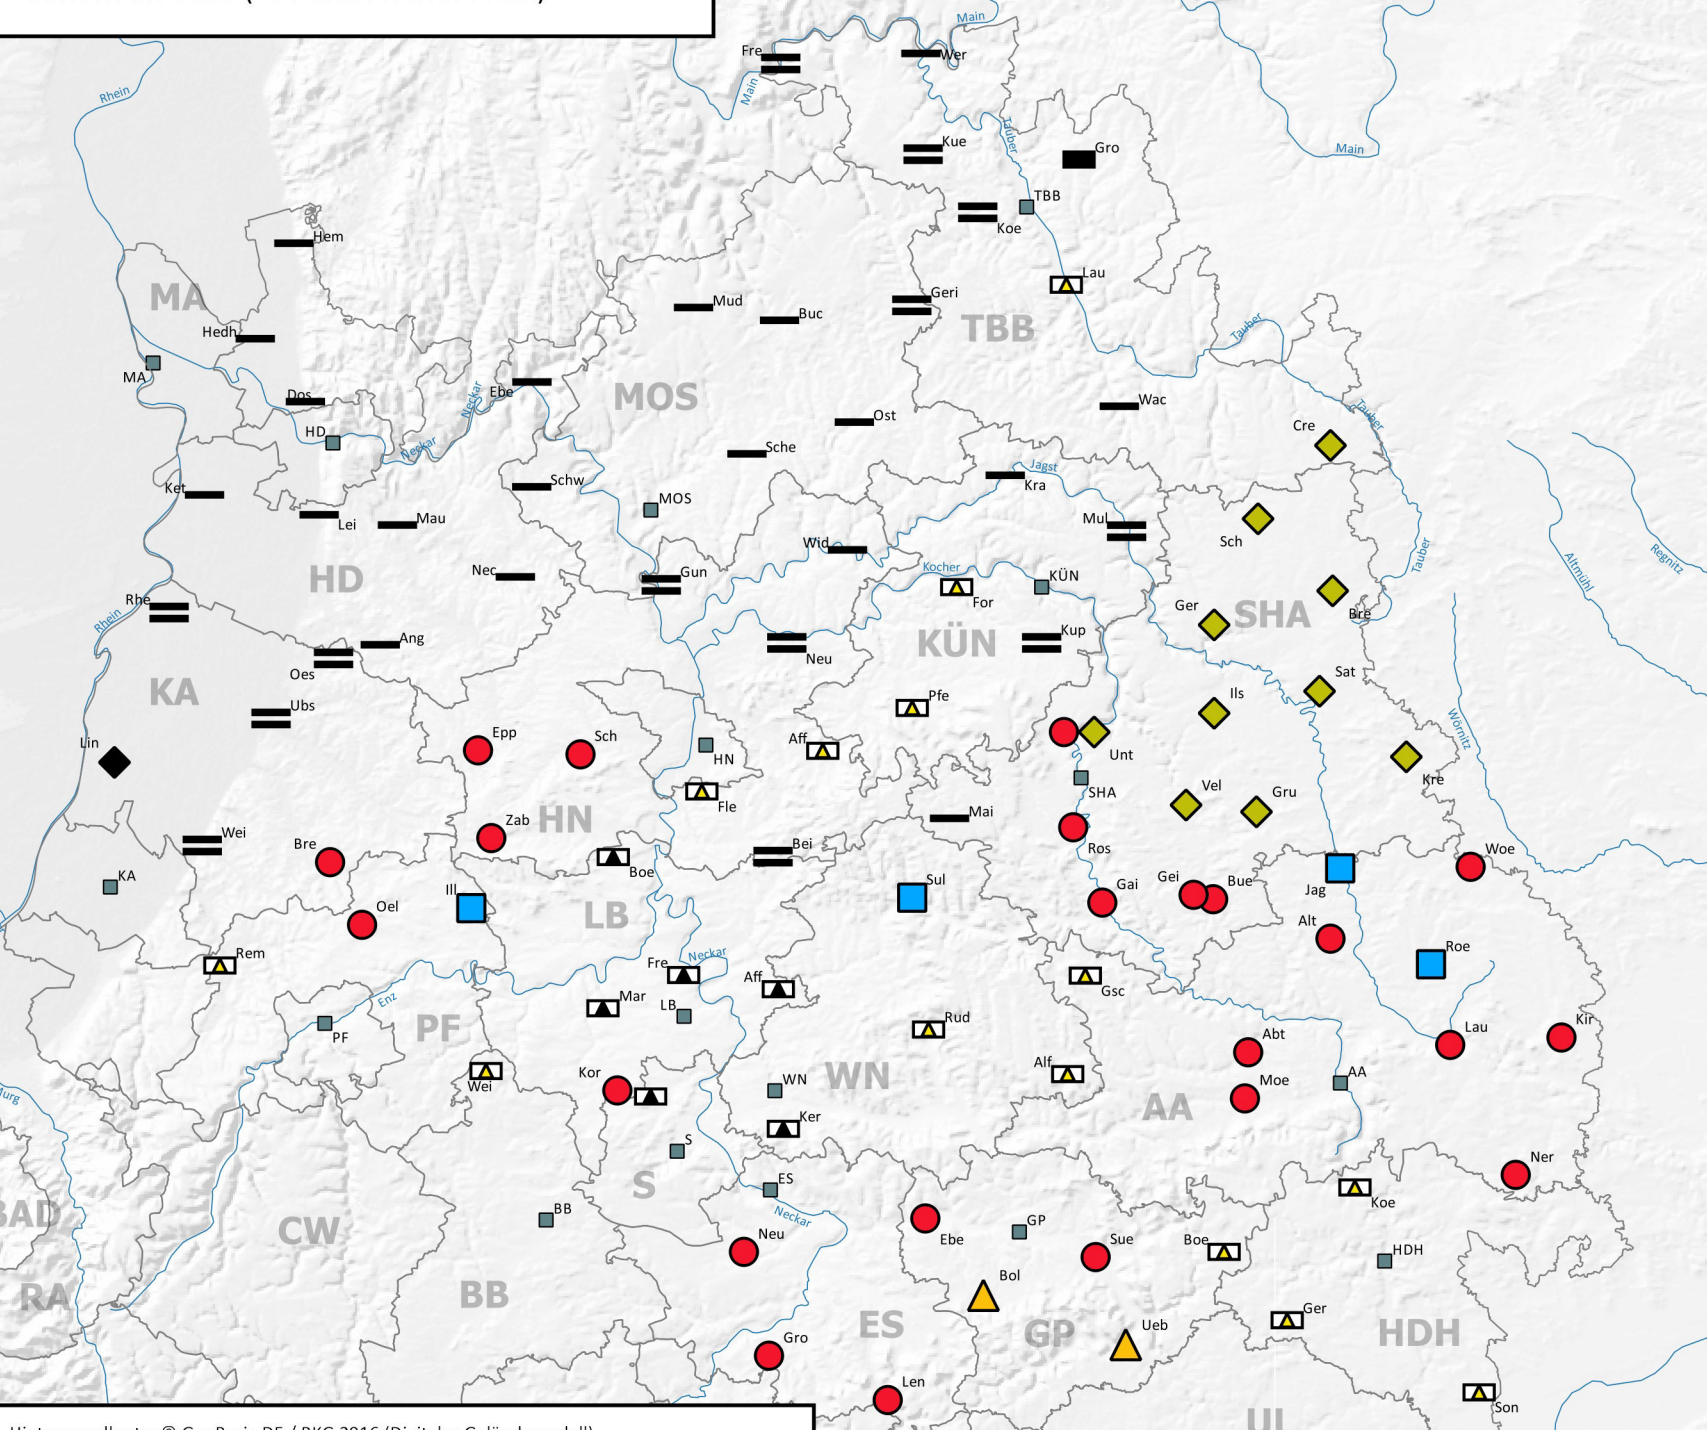 Main
Fre
Wer
Main
Rhein
Tauber
Kue
Gro
Main
TBB
Koe
Hem
Lau
MA
Mud
Buc
Geri
TBB
Hedh
Tauber
MA
Ebe
Neckar
Dos
MOS
Wac
Tauber
Ost
Cre
HD
Neckar
Sche
Jagst
Kra
Ket
Schw
MOS
Lei
Mau
Mul
Sch
Wid
Tauber
Regnitz
Altmühl
HD
Nec
Gun
Kocher
KÜN
For
Rhe
Ger
SHA
Bre
Rhein
Ang
Kup
KÜN
Oes
Neu
Sat
KA
Ubs
Pfe
Ils
Wörnitz
Lin
Epp
Sch
Aff
HN
Unt
Kre
Fle
SHA
Vel
Gru
HN
Zab
Mai
Wei
Bre
Bei
Ros
Woe
Boe
KA
Ill
Sul
Gai
Gei
Bue
Jag
Oel
LB
Alt
Roe
Rem
Neckar
Fre
Aff
Gsc
Enz
Mar
LB
Rud
PF
PF
Lau
Kir
Abt
Alf
Kor
Wei
WN
WN
AA
Moe
AA
Murg
Ker
S
Ner
S
ES
Koe
BAD
CW
BB
Neckar
Neu
Ebe
GP
Sue
Boe
HDH
RA
BB
Bol
Ger
ES
GP
Ueb
HDH
Gro
Len
Son